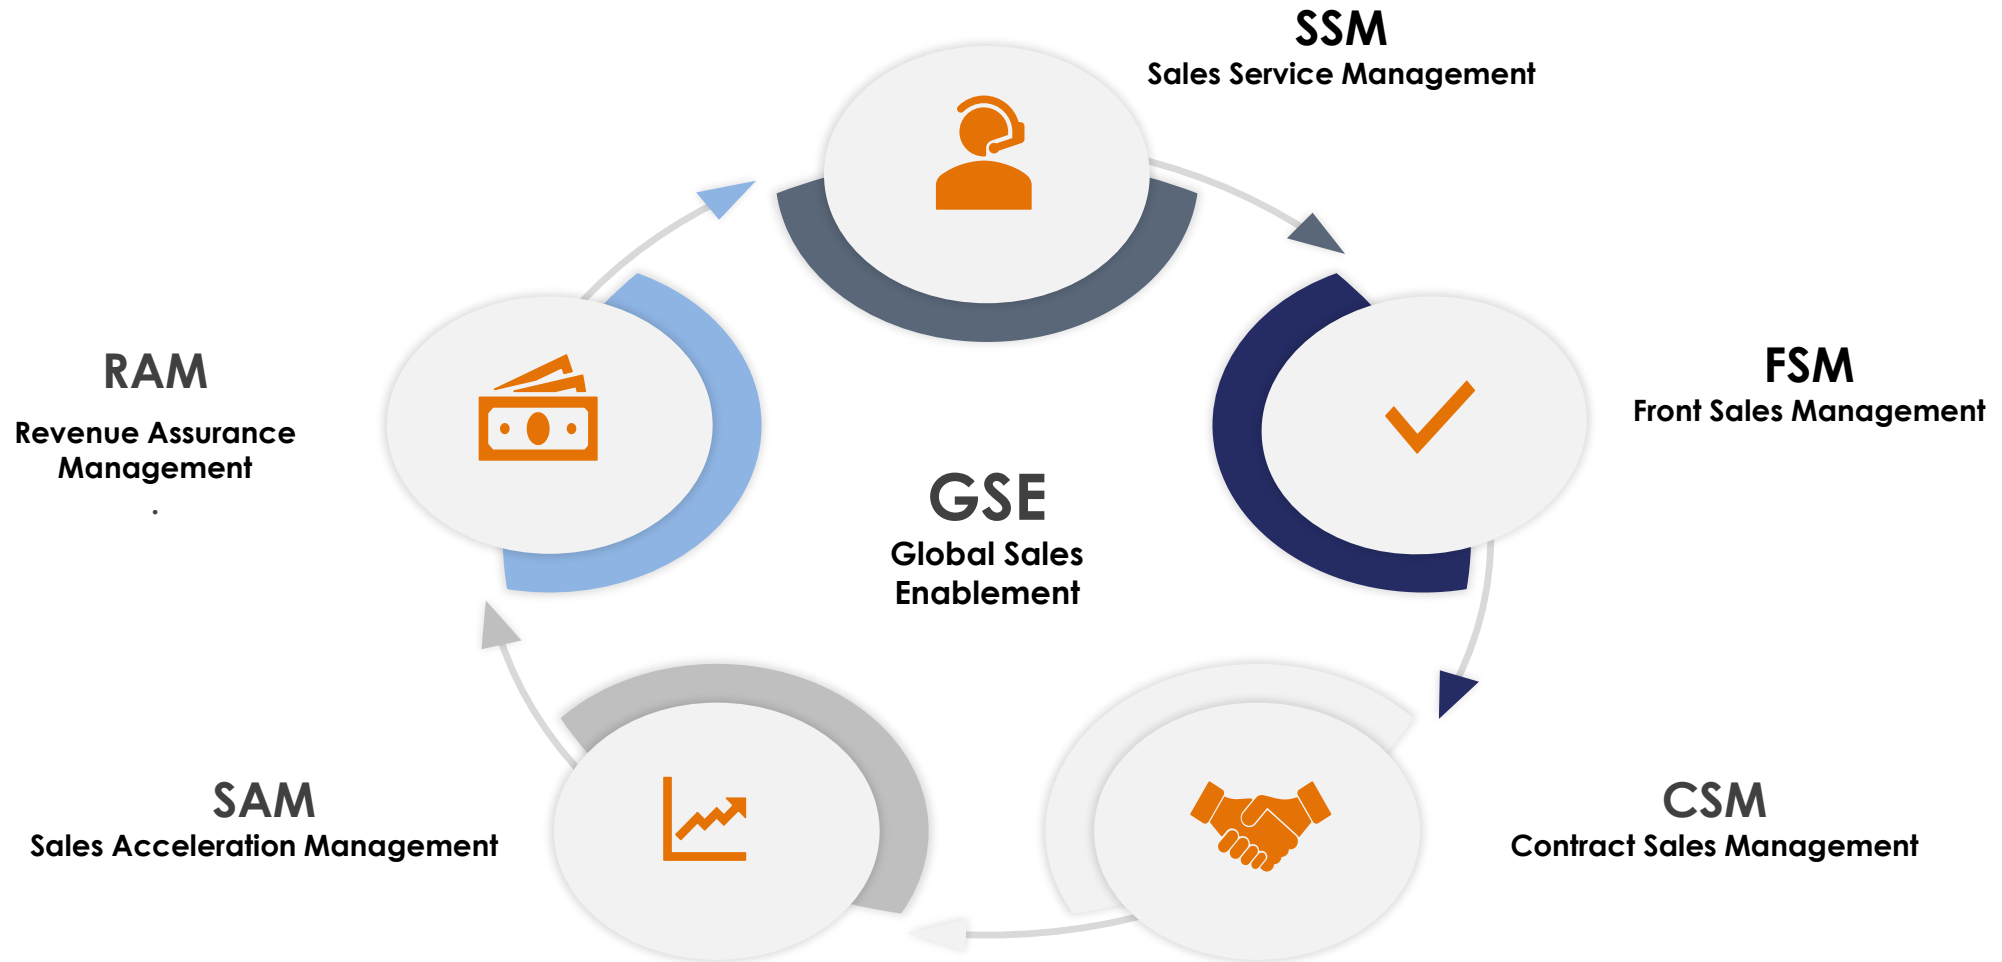 SSM
Sales Service Management
FSM
Front Sales Management
RAM
Revenue Assurance
Management
.
GSE
Global Sales
Enablement
SAM
Sales Acceleration Management
CSM
Contract Sales Management